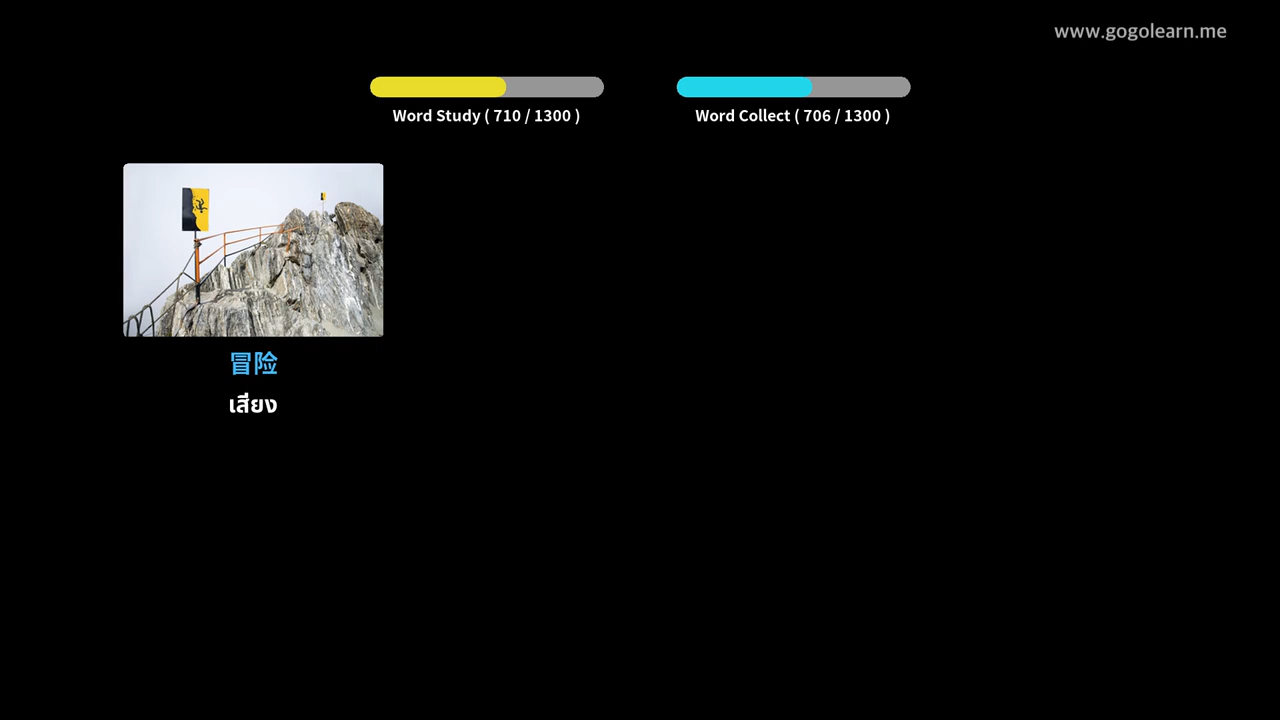 www.gogolearn.me
Word Study ( 710 / 1300 )
Word Collect ( 706 / 1300 )
冒险
เสี่ยง